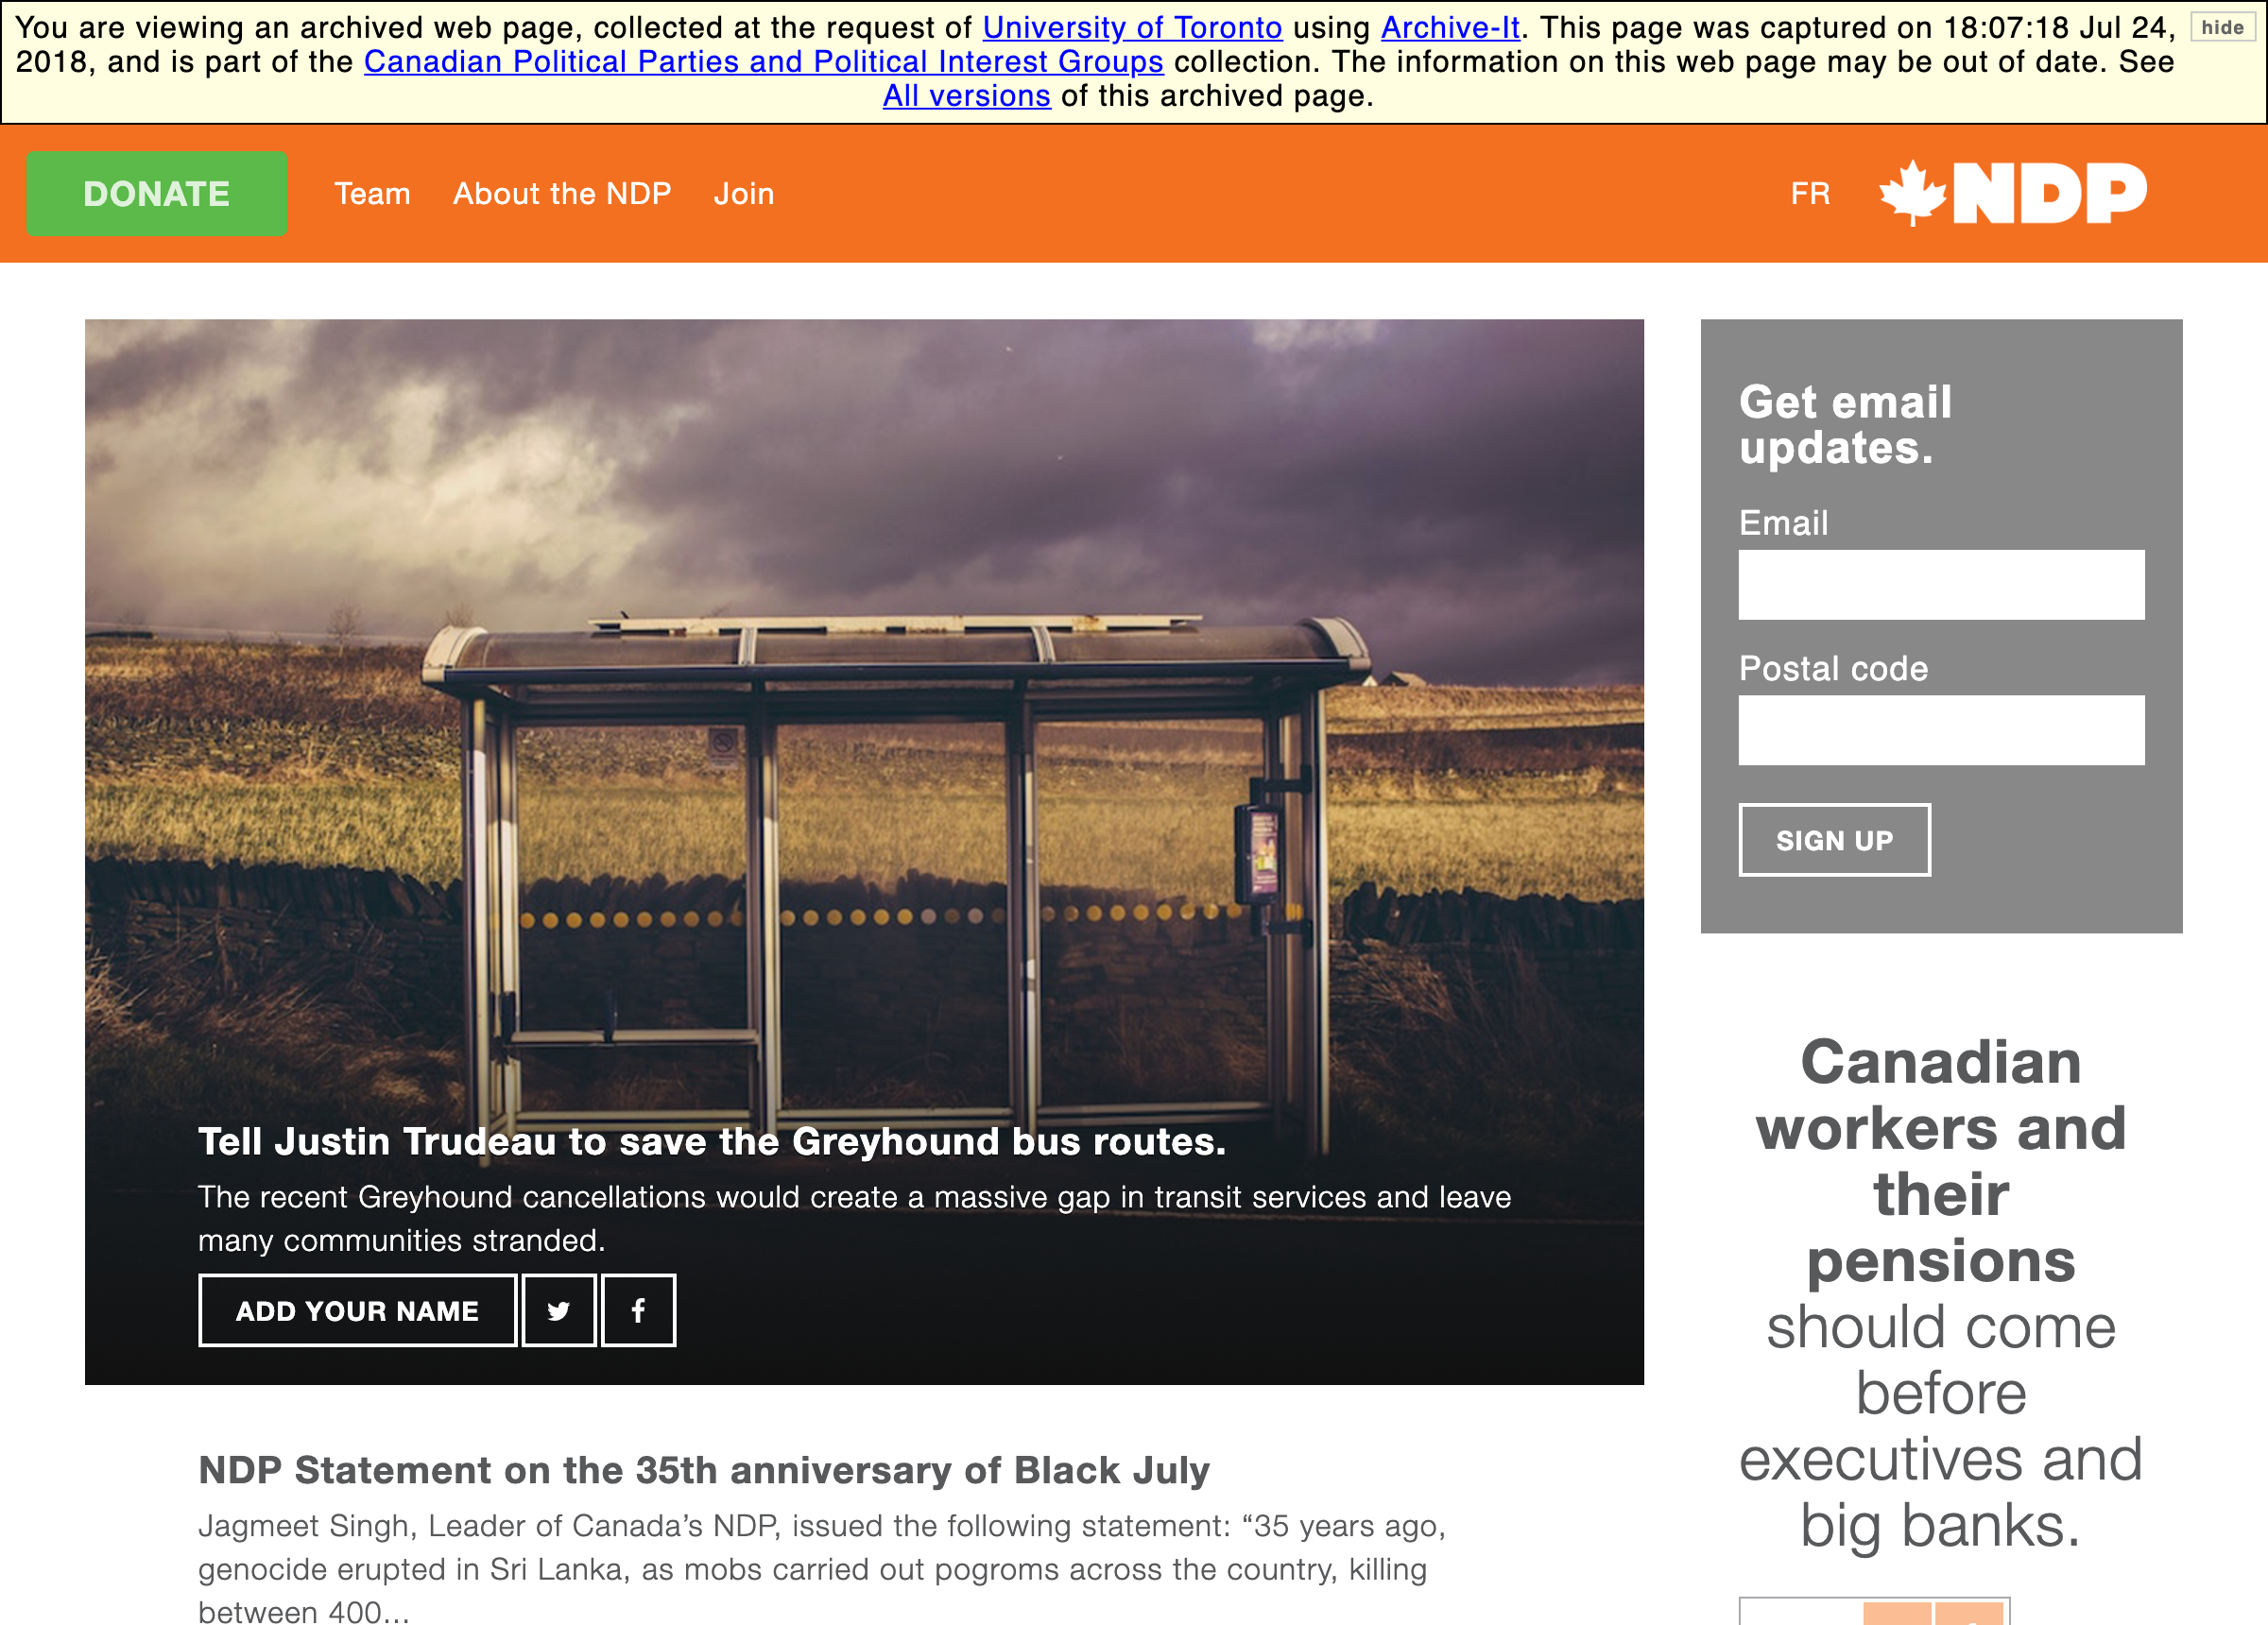 You are viewing an archived web page, collected at the request of University of Toronto using Archive-It. This page was captured on 18:07:18 Jul 24,
2018, and is part of the Canadian Political Parties and Political Interest Groups collection. The information on this web page may be out of date. See
All versions of this archived page.
hide
DONATE
Team
About the NDP
Join
FR
NDP
Tell Justin Trudeau to save the Greyhound bus routes.
The recent Greyhound cancellations would create a massive gap in transit services and leave
many communities stranded.
ADD YOUR NAME
NDP Statement on the 35th anniversary of Black July
Jagmeet Singh, Leader of Canada’s NDP, issued the following statement: “35 years ago,
genocide erupted in Sri Lanka, as mobs carried out pogroms across the country, killing
between 400...
Get email
updates.
Email
Postal code
SIGN UP
Canadian
workers and
their
pensions
should come
before
executives and
big banks.